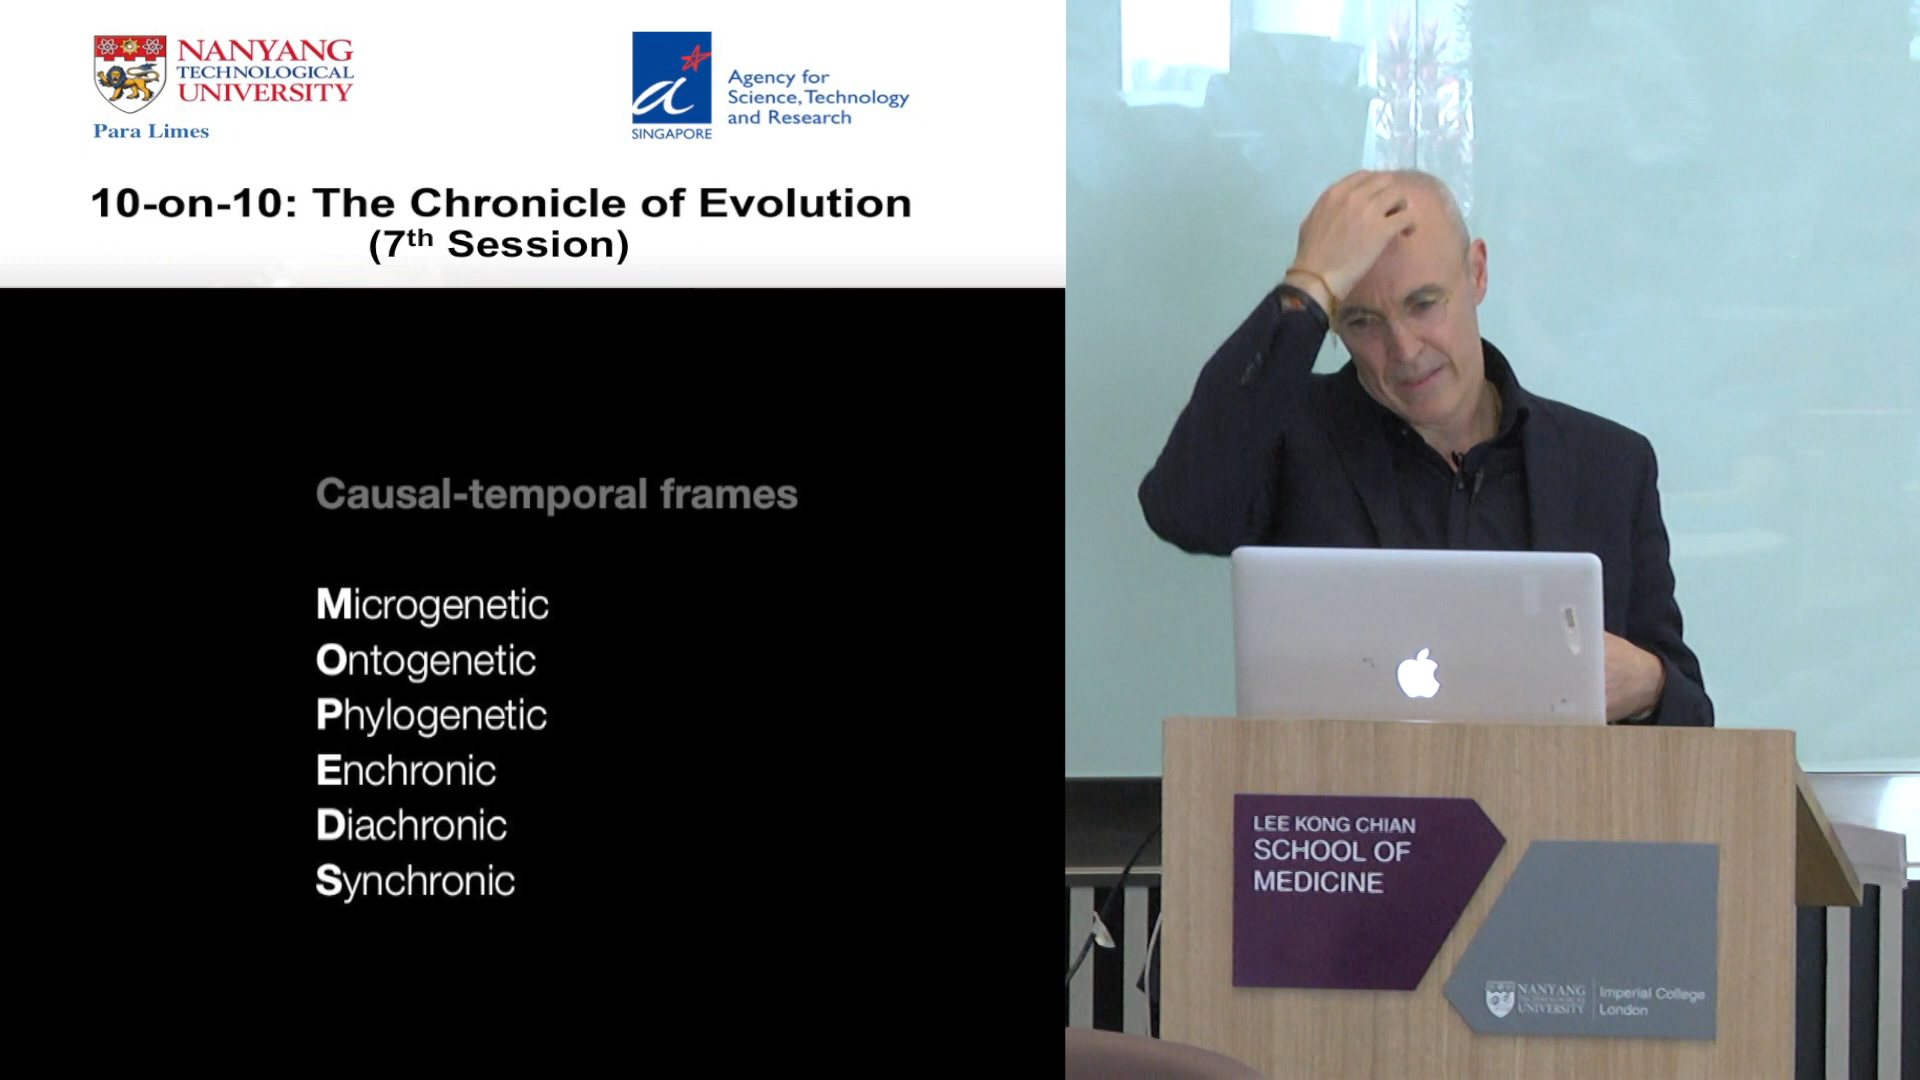 NANYANG
TECHNOLOGICAL
UNIVERSITY
Para Limes
SINGAPORE
Agency for
Science, Technology
and Research
10-on-10: The Chronicle of Evolution
(7th Session)
Causal-temporal frames
Microgenetic
Ontogenetic
Phylogenetic
Enchronic
Diachronic
Synchronic
LEE KONG CHIAN
SCHOOL OF
MEDICINE
NANYANG
TECHNOLOGICAL
UNIVERSITY
Imperial College
London